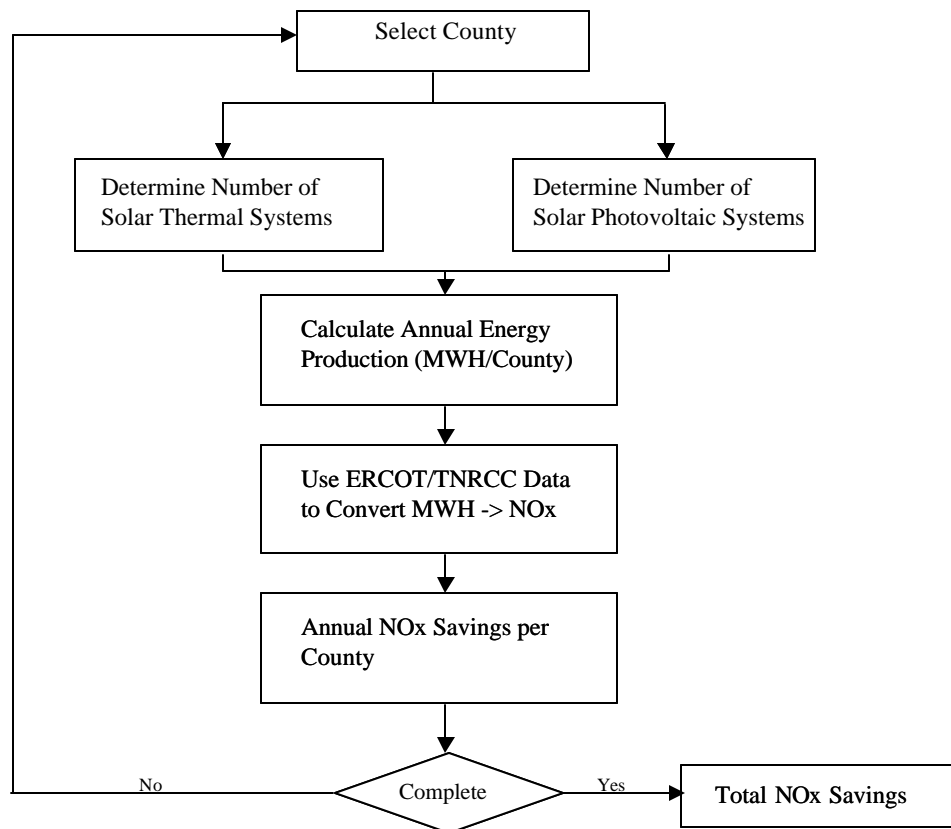 Select County
Determine Number of
Solar Thermal Systems
Determine Number of
Solar Photovoltaic Systems
Calculate Annual Energy
Production (MWH/County)
Use ERCOT/TNRCC Data
to Convert MWH -> NOx
Annual NOx Savings per
County
No
Complete
Yes
Total NOx Savings